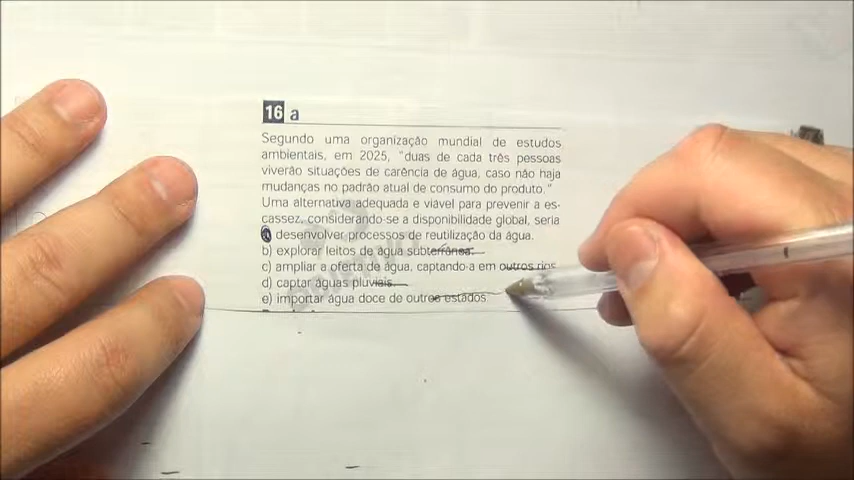 16 a
Segundo uma organização mundial de estudos
ambientais, em 2025, "duas de cada três pessoas
viverão situações de carência de água, caso não haja
mudanças no padrão atual de consumo do produto."
Uma alternativa adequada e viável para prevenir a es-
cassez, considerando-se a disponibilidade global, seria
a) desenvolver processos de reutilização da água.
b) explorar leitos de água subterrânea.
c) ampliar a oferta de água, captando-a em outros rios.
d) captar águas pluviais.
e) importar água doce de outros estados.